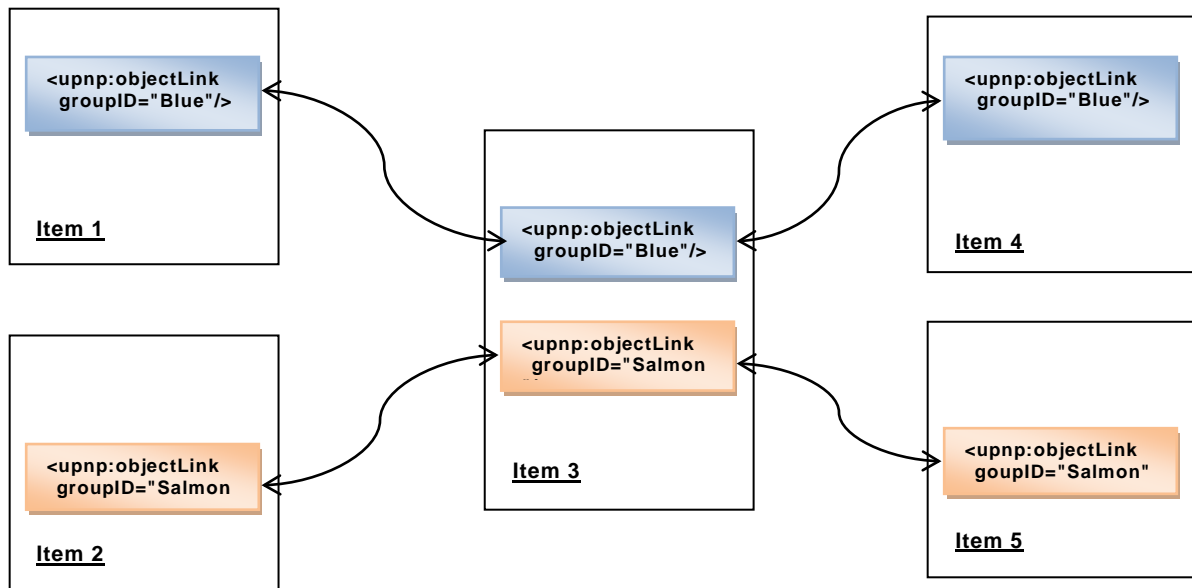 <upnp:objectLink
groupID="Blue"/>
Item 1
<upnp:objectLink
groupID="Salmon
Item 2
<upnp:objectLink
groupID="Blue"/>
<upnp:objectLink
groupID="Salmon
Item 3
<upnp:objectLink
groupID="Blue"/>
Item 4
<upnp:objectLink
goupID="Salmon"
Item 5